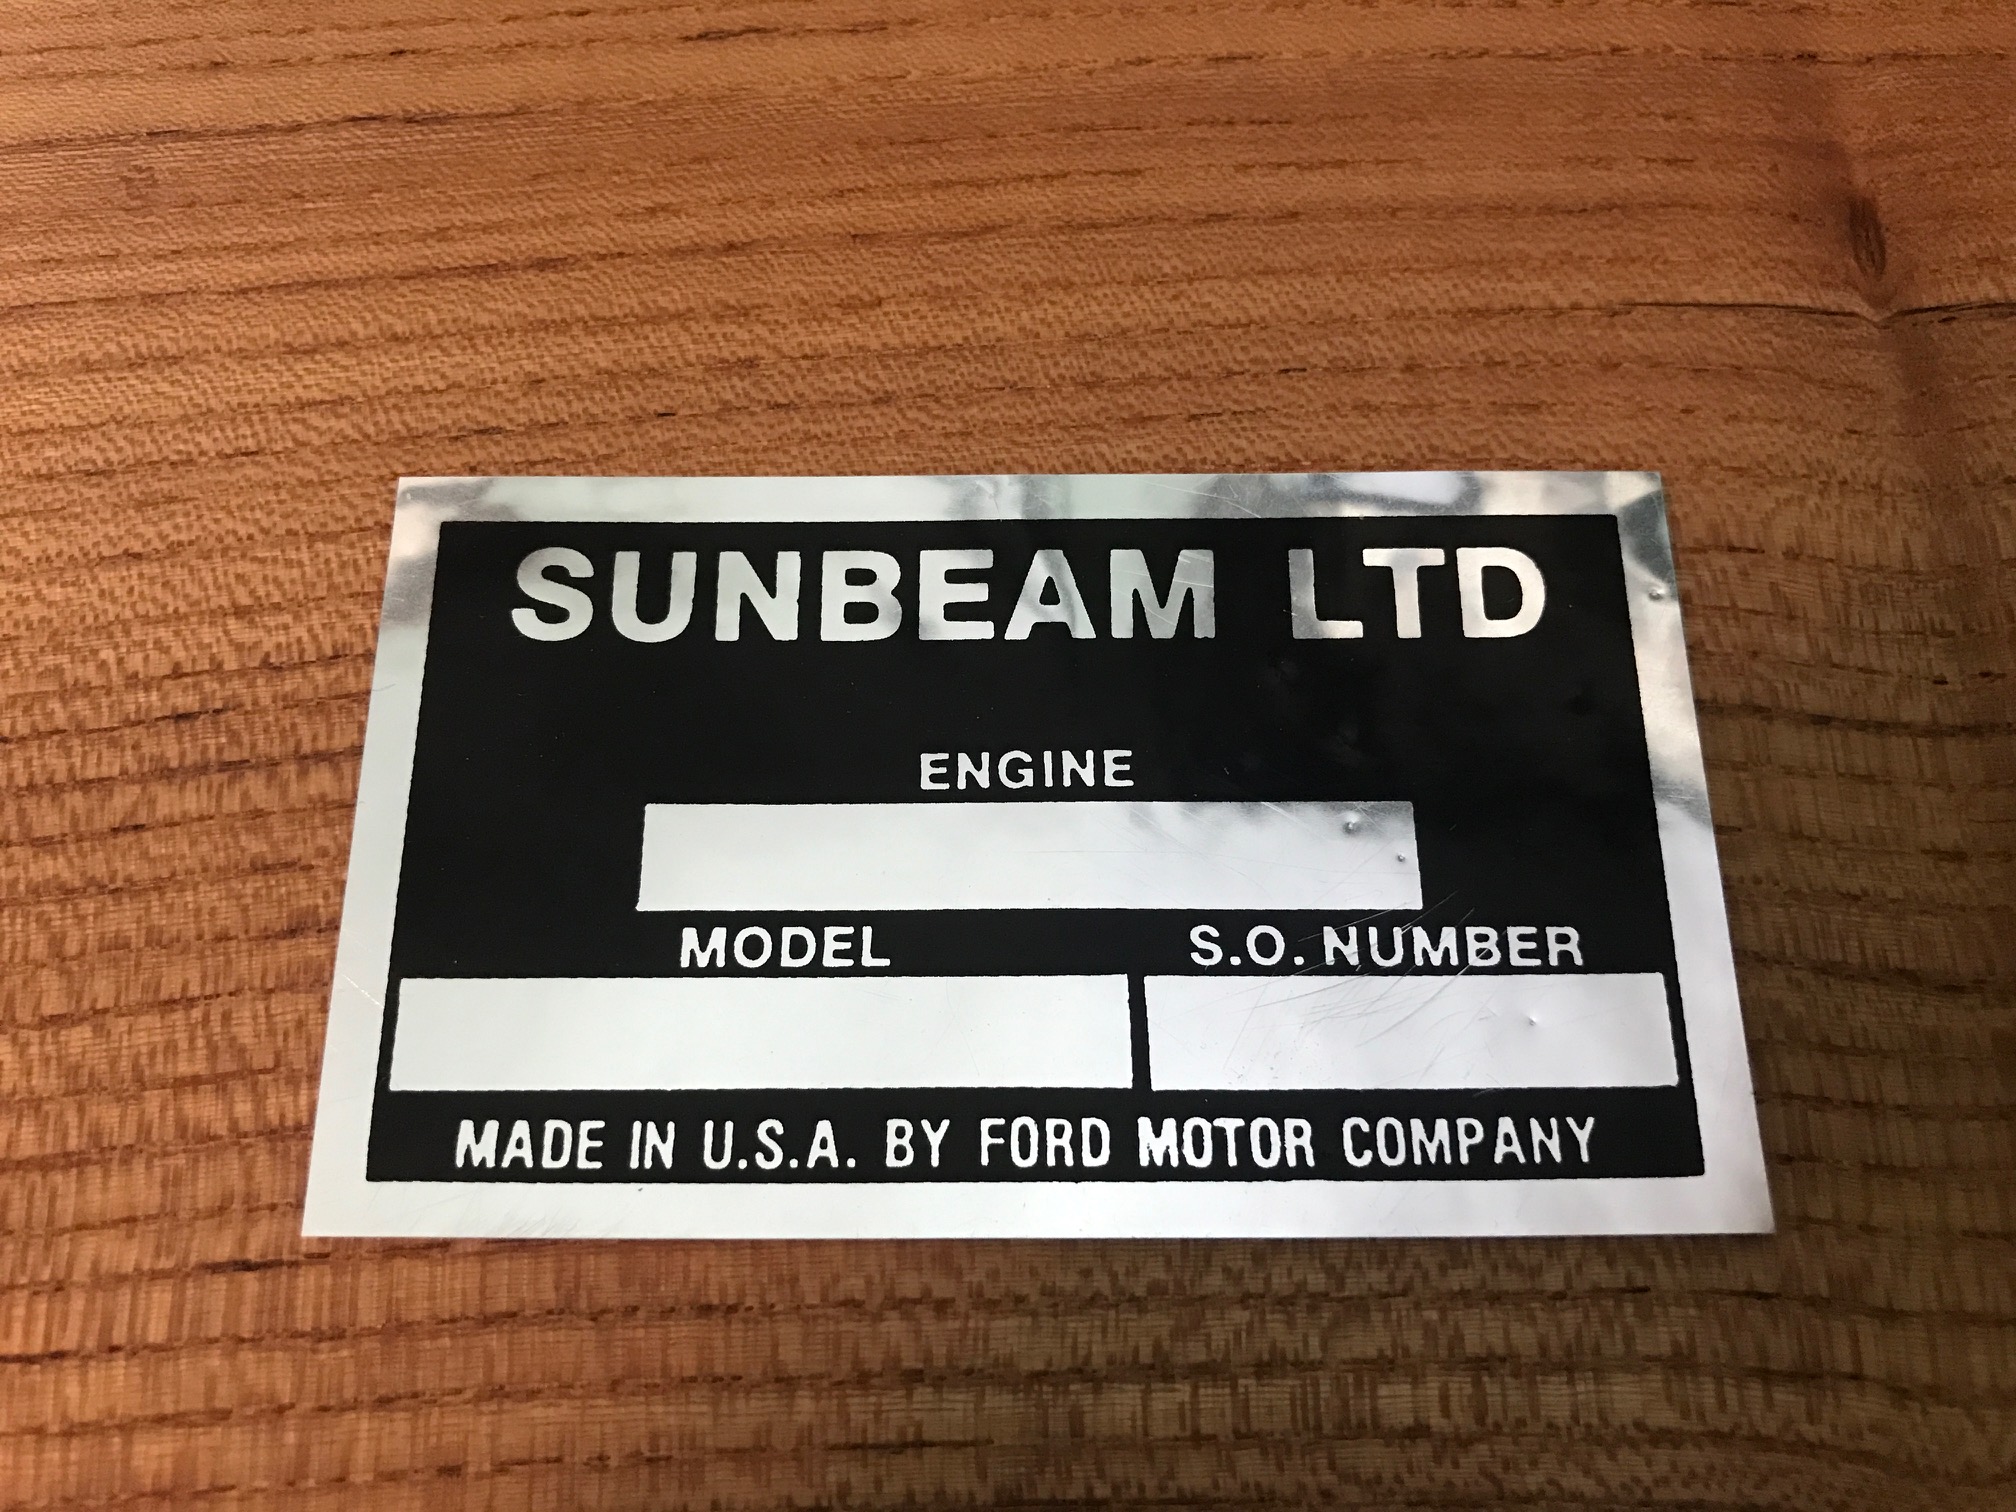 SUNBEAM LTD
ENGINE
MODEL S.O. NUMBER
MADE IN U.S.A. BY FORD MOTOR COMPANY